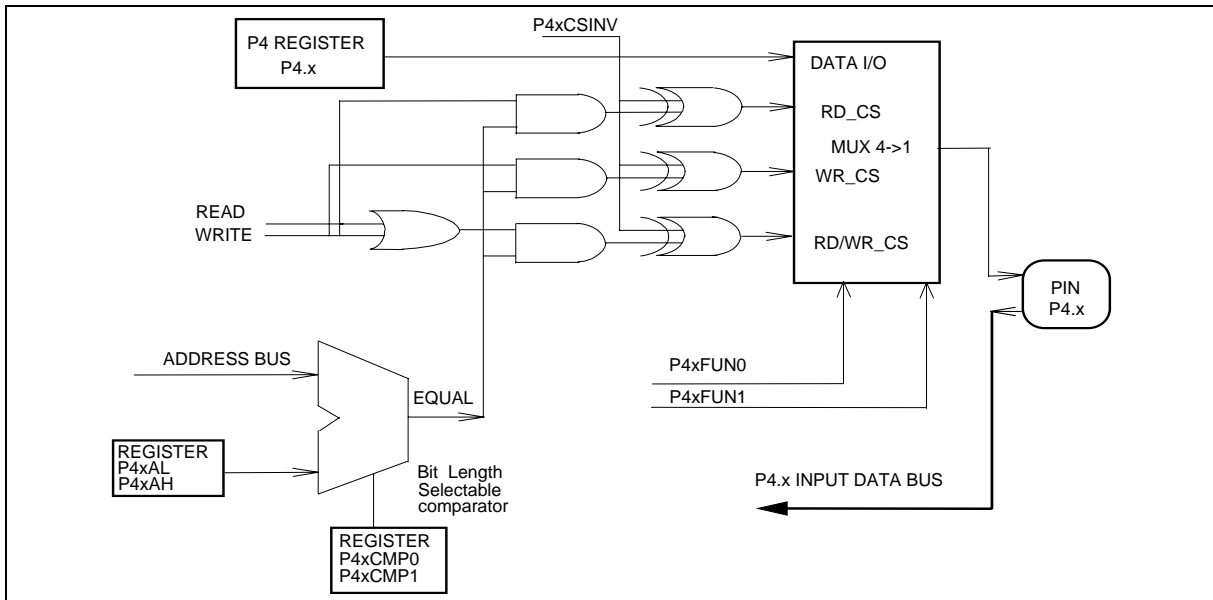 P4 REGISTER
P4.x
P4xCSINV
DATA I/O
RD_CS
MUX 4->1
WR_CS
RD/WR_CS
READ
WRITE
PIN
P4.x
ADDRESS BUS
EQUAL
P4xFUN0
P4xFUN1
REGISTER
P4xAL
P4xAH
Bit Length
Selectable
comparator
P4.x INPUT DATA BUS
REGISTER
P4xCMP0
P4xCMP1